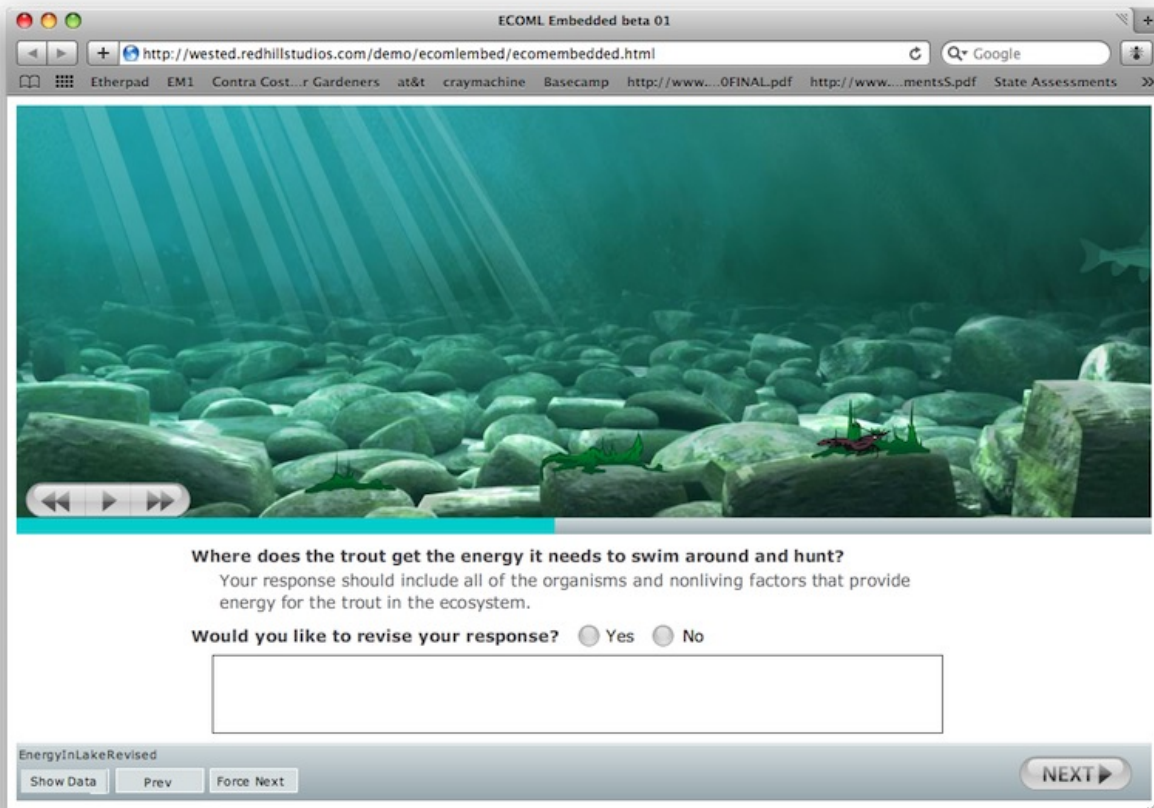 ECOML Embedded beta 01
http://wested.redhillstudios.com/demo/ecomlembed/ecomembedded.html
Google
Etherpad EM1 Contra Cost...r Gardeners at&t craymachine Basecamp http://www....0FINAL.pdf http://www....mentsS.pdf State Assessments
Where does the trout get the energy it needs to swim around and hunt?
Your response should include all of the organisms and nonliving factors that provide
energy for the trout in the ecosystem.
Would you like to revise your response? Yes No
EnergyInLakeRevised
Show Data Prev Force Next NEXT